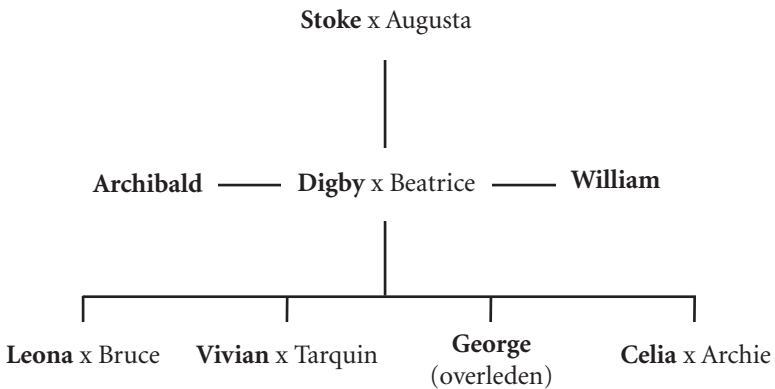 Stoke x Augusta
Archibald Digby x Beatrice William
Leona x Bruce Vivian x Tarquin George Celia x Archie
(overleden)